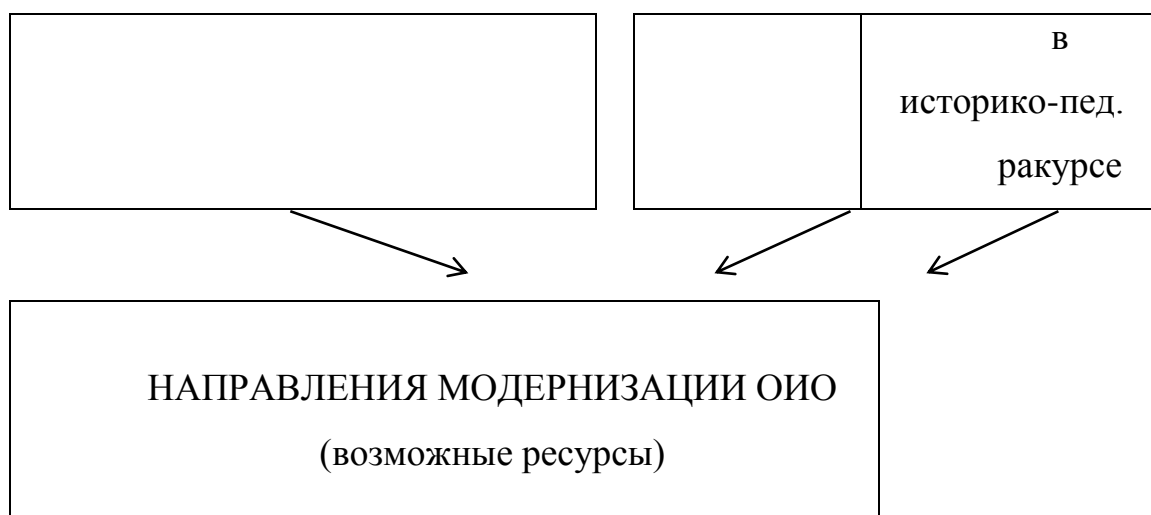 в
историко-пед.
ракурсе
НАПРАВЛЕНИЯ МОДЕРНИЗАЦИИ ОИО
(возможные ресурсы)